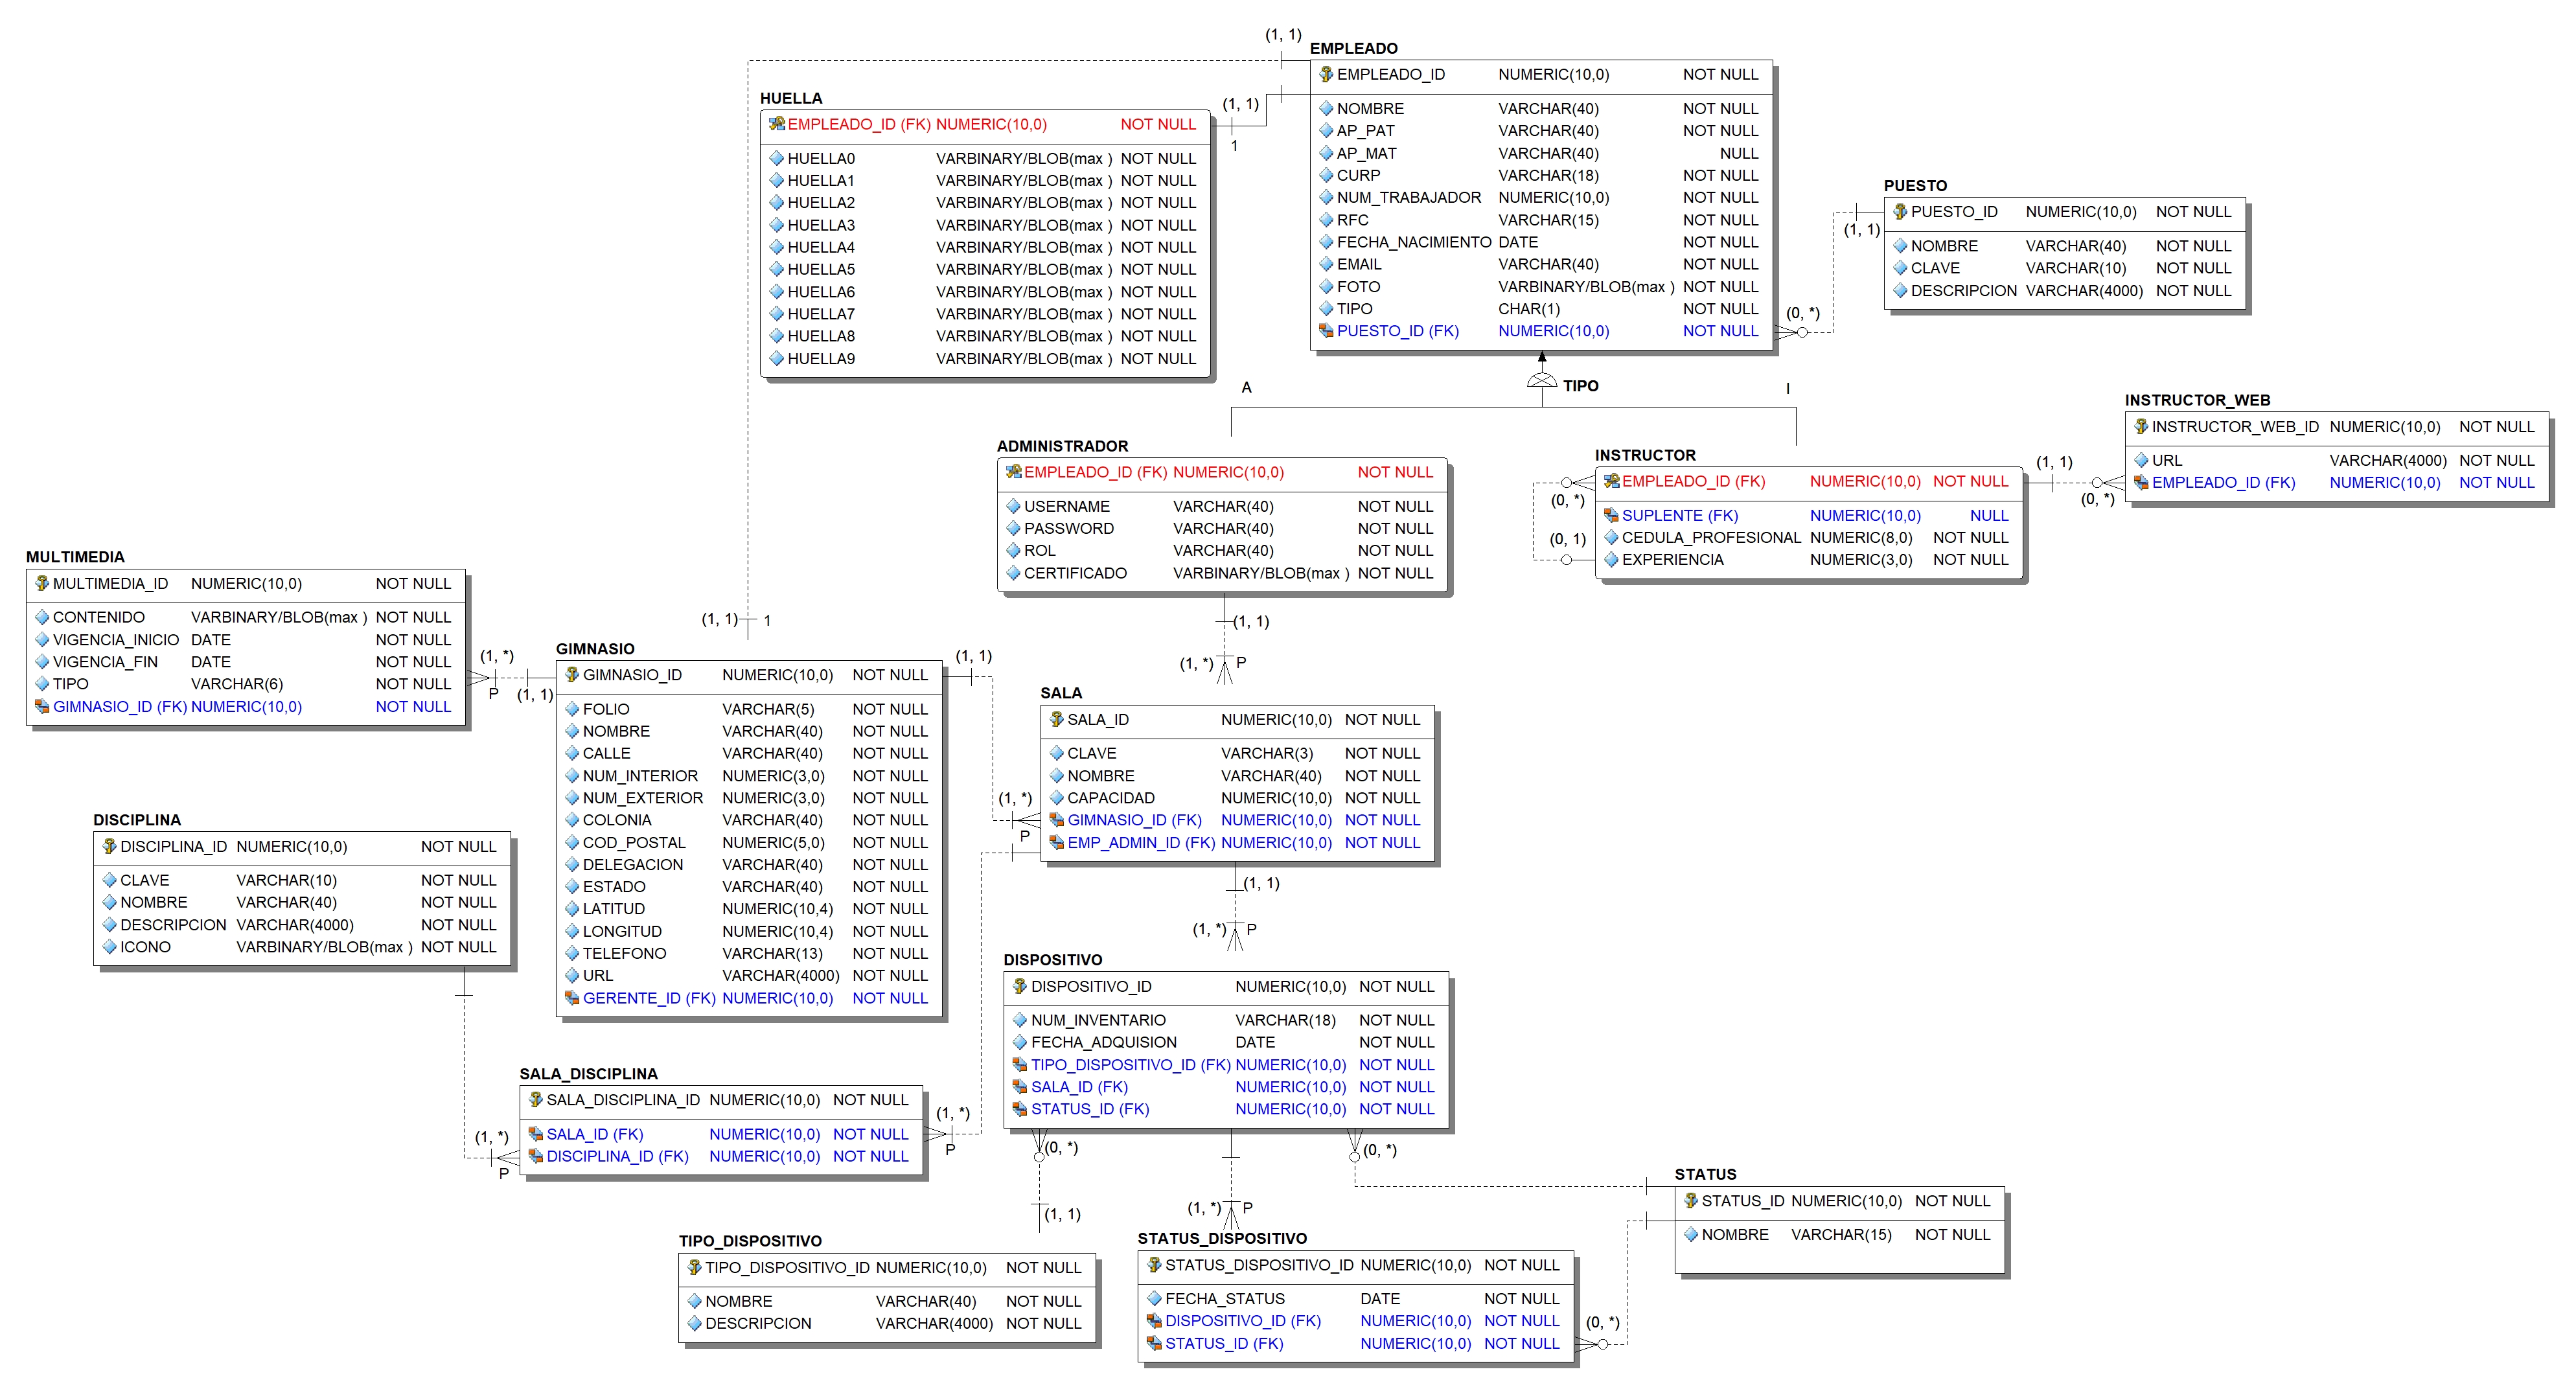 (1, 1)
EMPLEADO
EMPLEADO_ID NUMERIC(10,0) NOT NULL
NOMBRE VARCHAR(40) NOT NULL
AP_PAT VARCHAR(40) NOT NULL
AP_MAT VARCHAR(40) NULL
CURP VARCHAR(18) NOT NULL
NUM_TRABAJADOR NUMERIC(10,0) NOT NULL
RFC VARCHAR(15) NOT NULL
FECHA_NACIMIENTO DATE NOT NULL
EMAIL VARCHAR(40) NOT NULL
FOTO VARBINARY/BLOB(max ) NOT NULL
TIPO CHAR(1) NOT NULL
PUESTO_ID (FK) NUMERIC(10,0) NOT NULL
HUELLA
(1, 1)
1
EMPLEADO_ID (FK) NUMERIC(10,0) NOT NULL
HUELLA0 VARBINARY/BLOB(max ) NOT NULL
HUELLA1 VARBINARY/BLOB(max ) NOT NULL
HUELLA2 VARBINARY/BLOB(max ) NOT NULL
HUELLA3 VARBINARY/BLOB(max ) NOT NULL
HUELLA4 VARBINARY/BLOB(max ) NOT NULL
HUELLA5 VARBINARY/BLOB(max ) NOT NULL
HUELLA6 VARBINARY/BLOB(max ) NOT NULL
HUELLA7 VARBINARY/BLOB(max ) NOT NULL
HUELLA8 VARBINARY/BLOB(max ) NOT NULL
HUELLA9 VARBINARY/BLOB(max ) NOT NULL
PUESTO
PUESTO_ID NUMERIC(10,0) NOT NULL
NOMBRE VARCHAR(40) NOT NULL
CLAVE VARCHAR(10) NOT NULL
DESCRIPCION VARCHAR(4000) NOT NULL
(1, 1)
(0, *)
A
TIPO
I
INSTRUCTOR_WEB
INSTRUCTOR_WEB_ID NUMERIC(10,0) NOT NULL
URL VARCHAR(4000) NOT NULL
EMPLEADO_ID (FK) NUMERIC(10,0) NOT NULL
ADMINISTRADOR
EMPLEADO_ID (FK) NUMERIC(10,0) NOT NULL
USERNAME VARCHAR(40) NOT NULL
PASSWORD VARCHAR(40) NOT NULL
ROL VARCHAR(40) NOT NULL
CERTIFICADO VARBINARY/BLOB(max ) NOT NULL
INSTRUCTOR
EMPLEADO_ID (FK) NUMERIC(10,0) NOT NULL
SUPLENTE (FK) NUMERIC(10,0) NULL
CEDULA_PROFESIONAL NUMERIC(8,0) NOT NULL
EXPERIENCIA NUMERIC(3,0) NOT NULL
(1, 1)
(0, *)
(0, *)
(0, 1)
MULTIMEDIA
MULTIMEDIA_ID NUMERIC(10,0) NOT NULL
CONTENIDO VARBINARY/BLOB(max ) NOT NULL
VIGENCIA_INICIO DATE NOT NULL
VIGENCIA_FIN DATE NOT NULL
TIPO VARCHAR(6) NOT NULL
GIMNASIO_ID (FK) NUMERIC(10,0) NOT NULL
(1, *)
P
(1, 1)
(1, 1)
1
GIMNASIO
GIMNASIO_ID NUMERIC(10,0) NOT NULL
FOLIO VARCHAR(5) NOT NULL
NOMBRE VARCHAR(40) NOT NULL
CALLE VARCHAR(40) NOT NULL
NUM_INTERIOR NUMERIC(3,0) NOT NULL
NUM_EXTERIOR NUMERIC(3,0) NOT NULL
COLONIA VARCHAR(40) NOT NULL
COD_POSTAL NUMERIC(5,0) NOT NULL
DELEGACION VARCHAR(40) NOT NULL
ESTADO VARCHAR(40) NOT NULL
LATITUD NUMERIC(10,4) NOT NULL
LONGITUD NUMERIC(10,4) NOT NULL
TELEFONO VARCHAR(13) NOT NULL
URL VARCHAR(4000) NOT NULL
GERENTE_ID (FK) NUMERIC(10,0) NOT NULL
(1, 1)
(1, *)
P
(1, 1)
(1, *)
P
SALA
SALA_ID NUMERIC(10,0) NOT NULL
CLAVE VARCHAR(3) NOT NULL
NOMBRE VARCHAR(40) NOT NULL
CAPACIDAD NUMERIC(10,0) NOT NULL
GIMNASIO_ID (FK) NUMERIC(10,0) NOT NULL
EMP_ADMIN_ID (FK) NUMERIC(10,0) NOT NULL
DISCIPLINA
DISCIPLINA_ID NUMERIC(10,0) NOT NULL
CLAVE VARCHAR(10) NOT NULL
NOMBRE VARCHAR(40) NOT NULL
DESCRIPCION VARCHAR(4000) NOT NULL
ICONO VARBINARY/BLOB(max ) NOT NULL
(1, 1)
(1, *)
P
DISPOSITIVO
DISPOSITIVO_ID NUMERIC(10,0) NOT NULL
NUM_INVENTARIO VARCHAR(18) NOT NULL
FECHA_ADQUISION DATE NOT NULL
TIPO_DISPOSITIVO_ID (FK) NUMERIC(10,0) NOT NULL
SALA_ID (FK) NUMERIC(10,0) NOT NULL
STATUS_ID (FK) NUMERIC(10,0) NOT NULL
SALA_DISCIPLINA
SALA_DISCIPLINA_ID NUMERIC(10,0) NOT NULL
SALA_ID (FK) NUMERIC(10,0) NOT NULL
DISCIPLINA_ID (FK) NUMERIC(10,0) NOT NULL
(1, *)
P
(1, *)
P
(0, *)
(1, 1)
(0, *)
(1, *)
P
STATUS
STATUS_ID NUMERIC(10,0) NOT NULL
NOMBRE VARCHAR(15) NOT NULL
TIPO_DISPOSITIVO
TIPO_DISPOSITIVO_ID NUMERIC(10,0) NOT NULL
NOMBRE VARCHAR(40) NOT NULL
DESCRIPCION VARCHAR(4000) NOT NULL
STATUS_DISPOSITIVO
STATUS_DISPOSITIVO_ID NUMERIC(10,0) NOT NULL
FECHA_STATUS DATE NOT NULL
DISPOSITIVO_ID (FK) NUMERIC(10,0) NOT NULL
STATUS_ID (FK) NUMERIC(10,0) NOT NULL
(0, *)